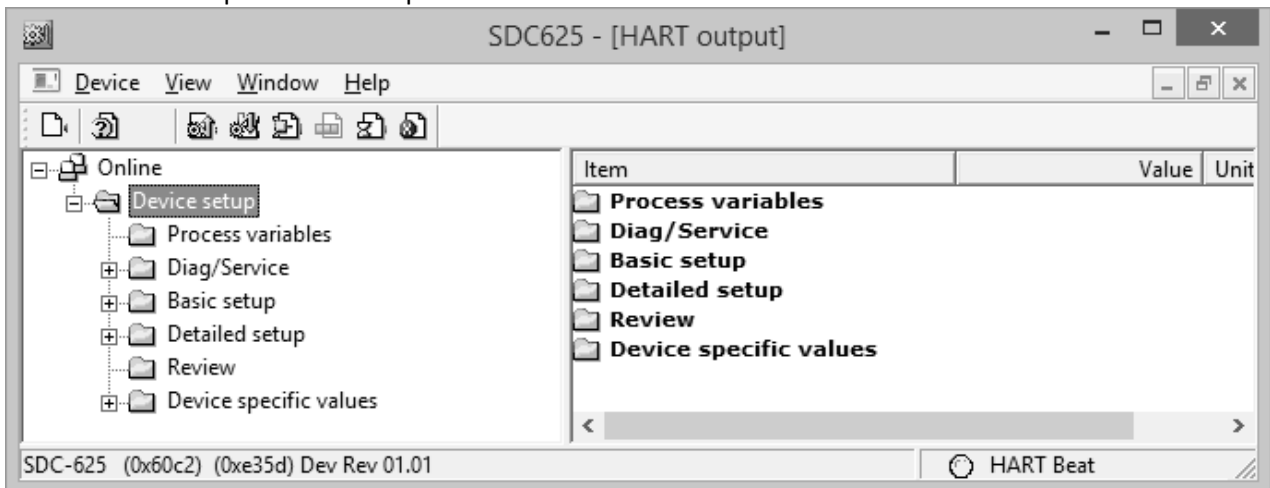 SDC625 - [HART output]
Device View Window Help
Online
Device setup
Process variables
Diag/Service
Basic setup
Detailed setup
Review
Device specific values
Item Value Unit
Process variables
Diag/Service
Basic setup
Detailed setup
Review
Device specific values
SDC-625 (0x60c2) (0xe35d) Dev Rev 01.01
HART Beat